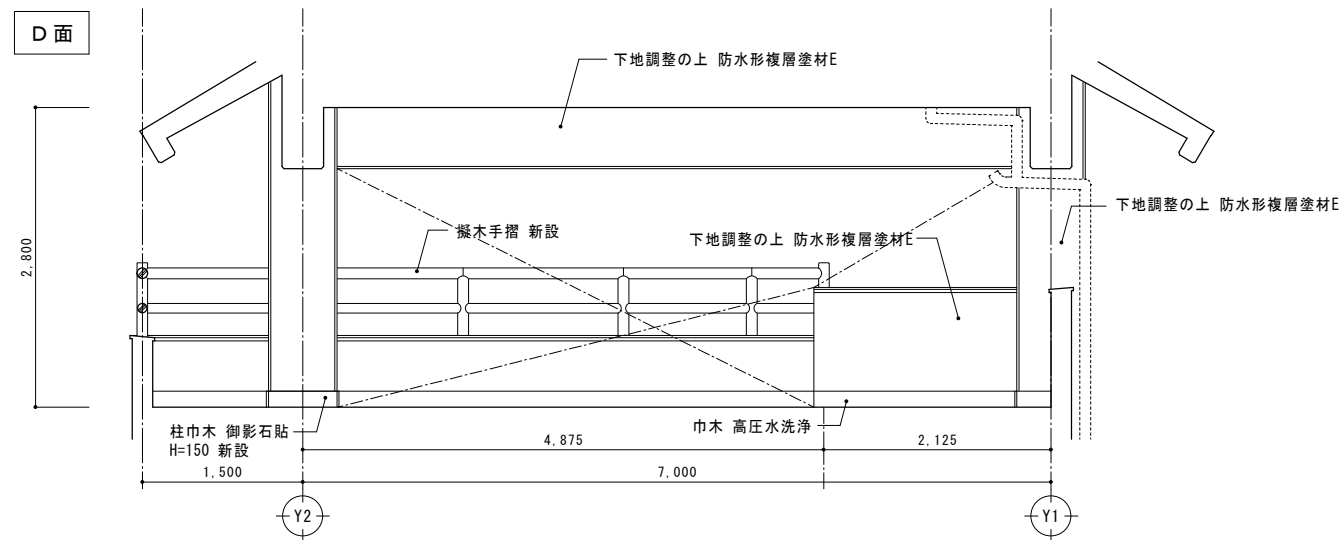 D 面
下地調整の上 防水形複層塗材E
下地調整の上 防水形複層塗材E
2,800
擬木手摺 新設
下地調整の上 防水形複層塗材E
柱巾木 御影石貼
H=150 新設
巾木 高圧水洗浄
4,875
2,125
1,500
7,000
Y2
Y1